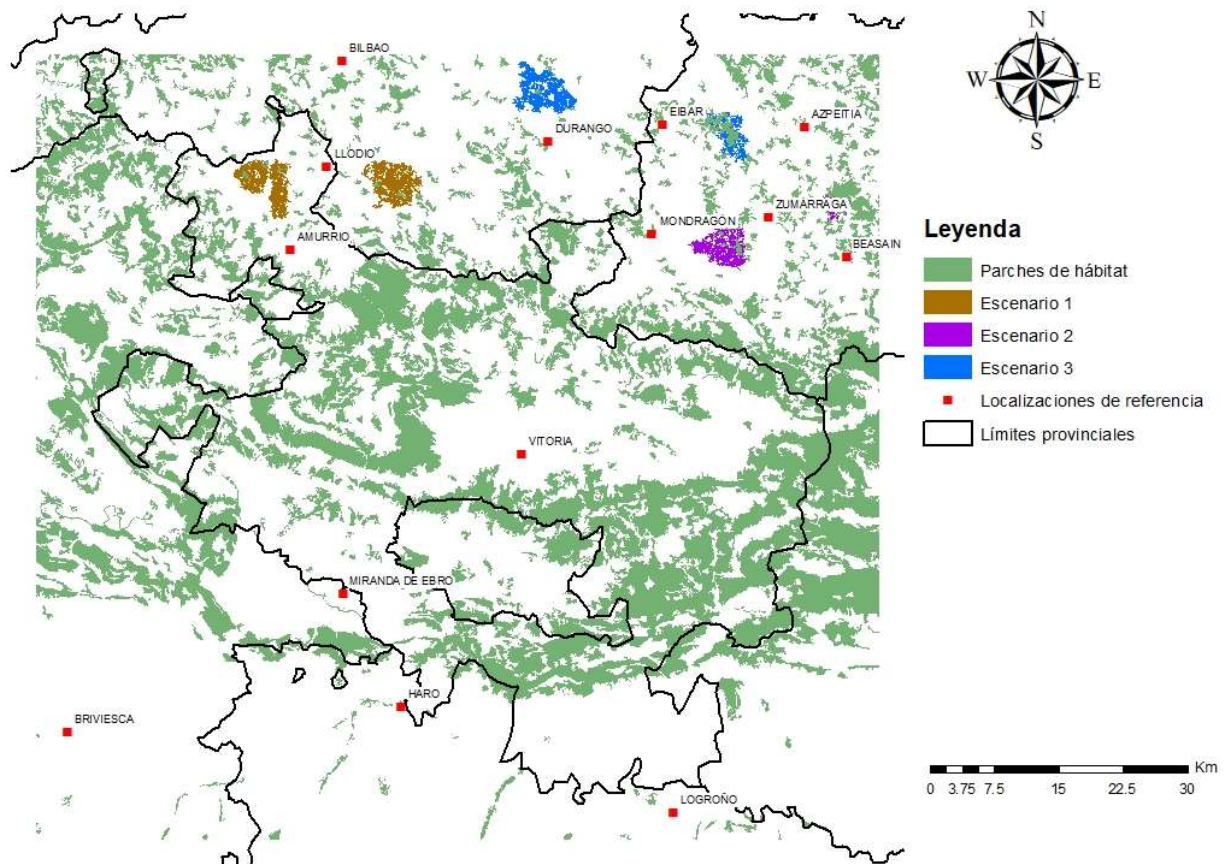 BILBAO
DURANGO
EIBAR
AZPEITIA
LLODIO
ZUMARRAGA
MONDRAGÓN
AMURRIO
BEASAIN
VITORIA
MIRANDA DE EBRO
HARO
BRIVIESCA
LOGROÑO
N
W E
S
Leyenda
Parches de hábitat
Escenario 1
Escenario 2
Escenario 3
Localizaciones de referencia
Límites provinciales
Km
0 3.75 7.5 15 22.5 30